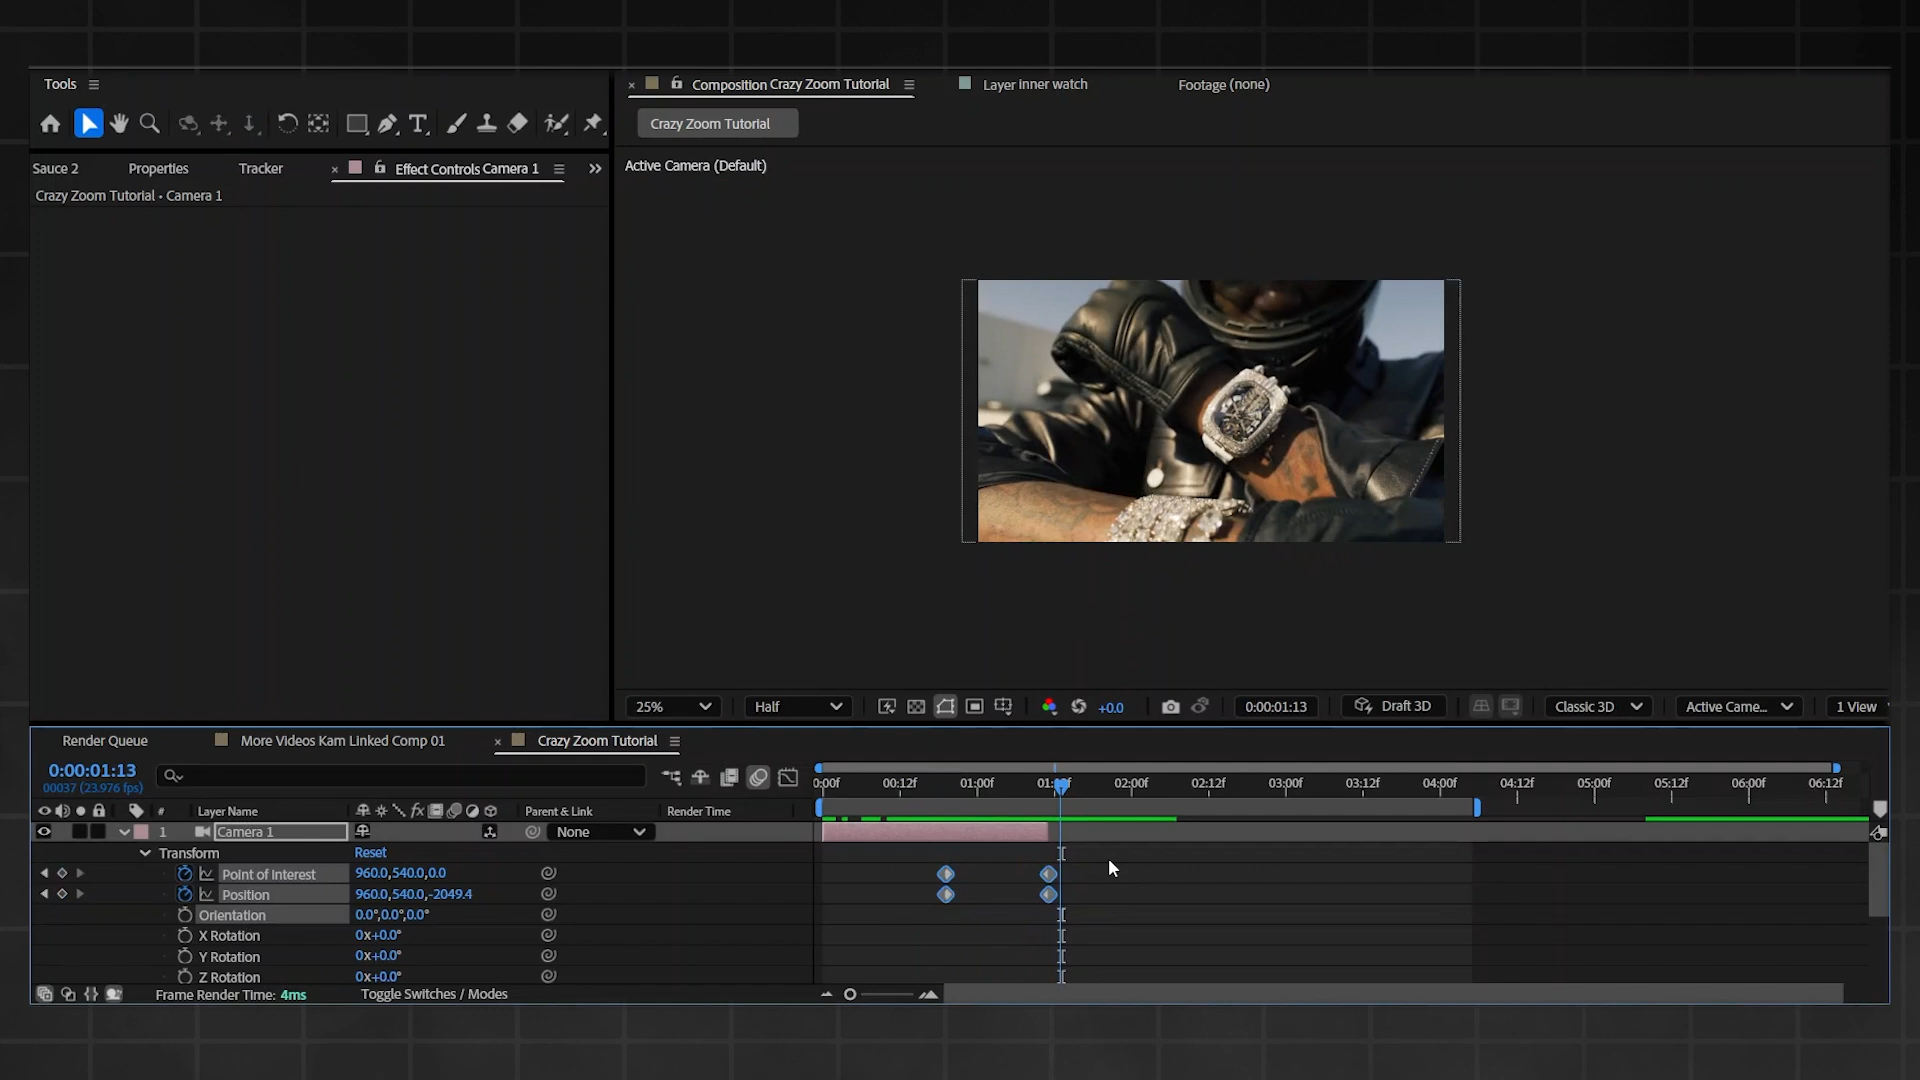 Tools
Composition Crazy Zoom Tutorial
Layer inner watch
Footage (none)
Crazy Zoom Tutorial
Sauce 2
Properties
Tracker
Effect Controls Camera 1
Active Camera (Default)
Crazy Zoom Tutorial • Camera 1
25%
Half
+0.0
0:00:01:13
Draft 3D
Classic 3D
Active Came...
1 View
Render Queue
More Videos Kam Linked Comp 01
Crazy Zoom Tutorial
0:00:01:13
00037 (23.976 fps)
0:00f 00:12f 01:00f 02:00f 02:12f 03:00f 03:12f 04:00f 04:12f 05:00f 05:12f 06:00f 06:12f
# Layer Name
fx
Parent & Link
Render Time
1 Camera 1
None
Transform
Reset
Point of Interest
960.0,540.0,0.0
Position
960.0,540.0,-2049.4
Orientation
0.0°,0.0°,0.0°
X Rotation
0x+0.0°
Y Rotation
0x+0.0°
Z Rotation
0x+0.0°
Frame Render Time: 4ms
Toggle Switches / Modes